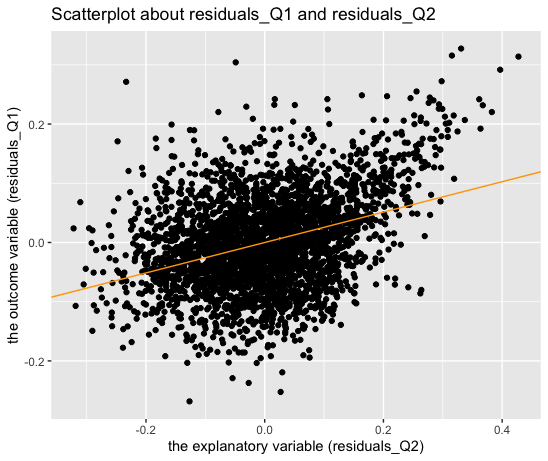 Scatterplot about residuals_Q1 and residuals_Q2
the outcome variable (residuals_Q1)
0.2
0.0
-0.2
-0.2
0.0
0.2
0.4
the explanatory variable (residuals_Q2)